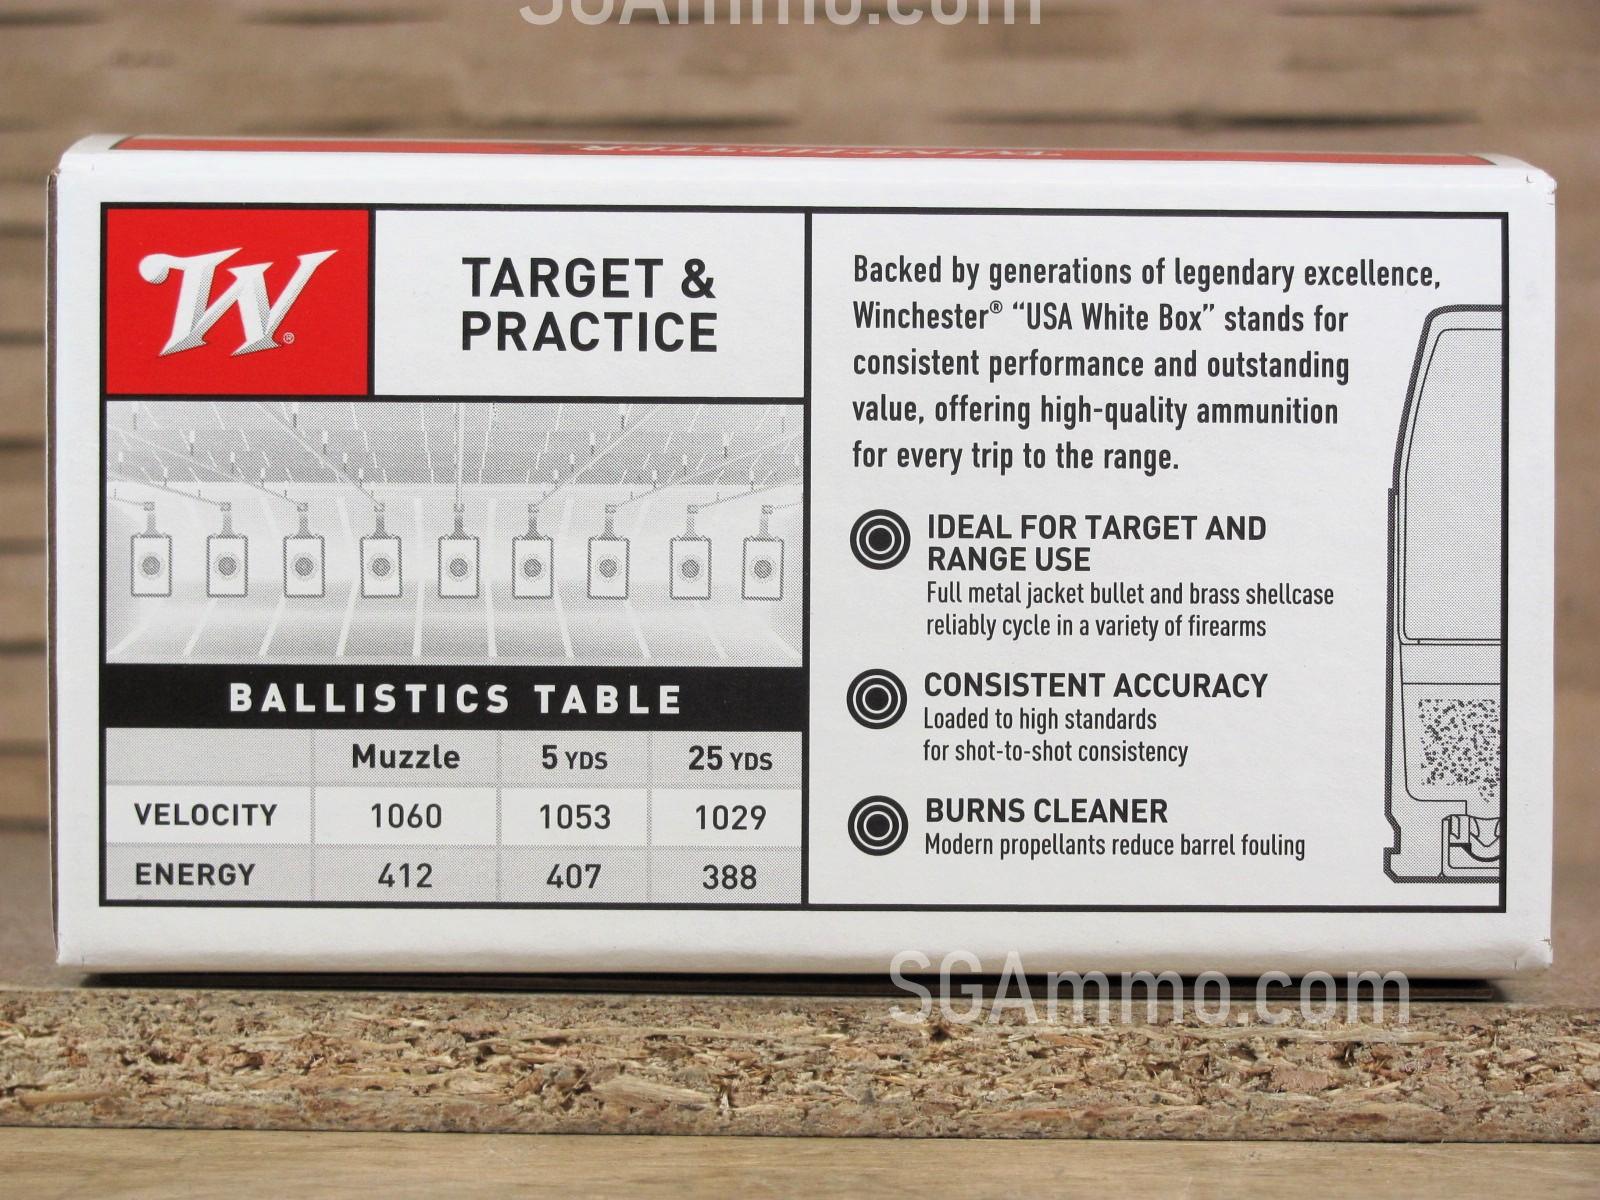 SGAmmo.com
WINCHESTER
W®
TARGET &
PRACTICE
BALLISTICS TABLE
Muzzle 5 YDS 25 YDS
VELOCITY 1060 1053 1029
ENERGY 412 407 388
Backed by generations of legendary excellence,
Winchester® “USA White Box” stands for
consistent performance and outstanding
value, offering high-quality ammunition
for every trip to the range.
IDEAL FOR TARGET AND
RANGE USE
Full metal jacket bullet and brass shellcase
reliably cycle in a variety of firearms
CONSISTENT ACCURACY
Loaded to high standards
for shot-to-shot consistency
BURNS CLEANER
Modern propellants reduce barrel fouling
SGAmmo.com